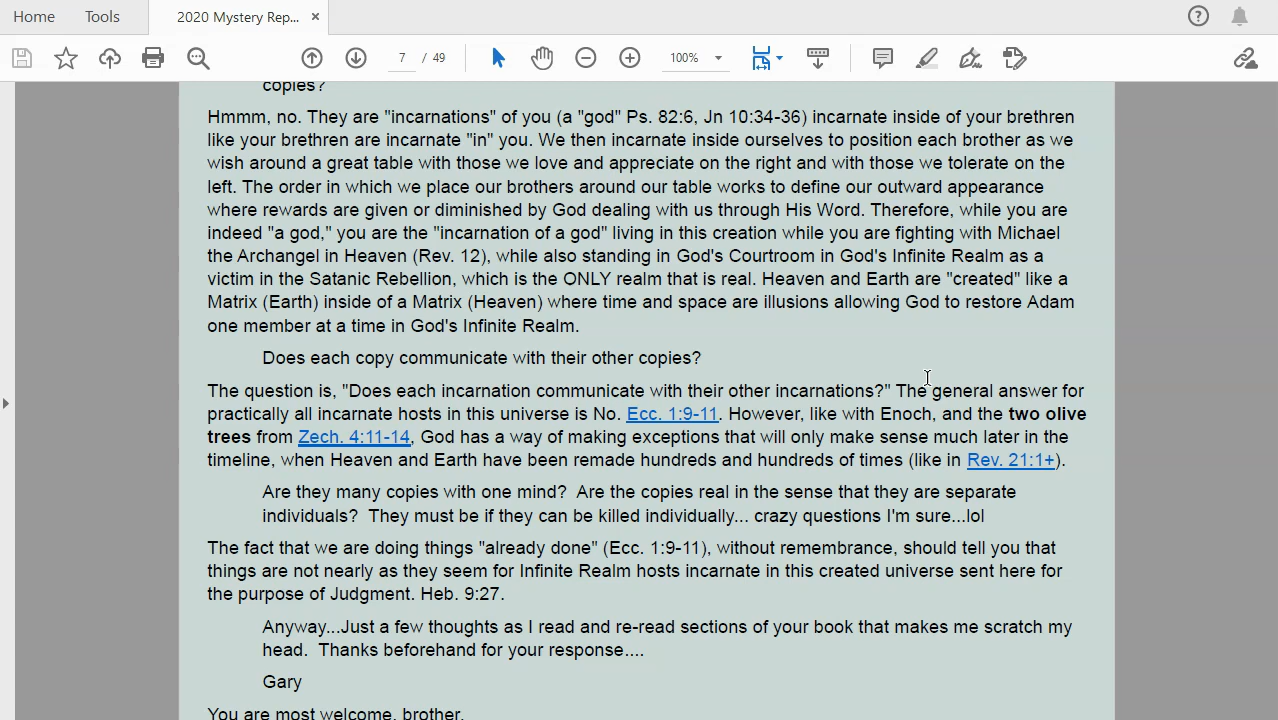 Home Tools 2020 Mystery Rep... ×
7 / 49 100%
copies?
Hmmm, no. They are "incarnations" of you (a "god" Ps. 82:6, Jn 10:34-36) incarnate inside of your brethren
like your brethren are incarnate "in" you. We then incarnate inside ourselves to position each brother as we
wish around a great table with those we love and appreciate on the right and with those we tolerate on the
left. The order in which we place our brothers around our table works to define our outward appearance
where rewards are given or diminished by God dealing with us through His Word. Therefore, while you are
indeed "a god," you are the "incarnation of a god" living in this creation while you are fighting with Michael
the Archangel in Heaven (Rev. 12), while also standing in God's Courtroom in God's Infinite Realm as a
victim in the Satanic Rebellion, which is the ONLY realm that is real. Heaven and Earth are "created" like a
Matrix (Earth) inside of a Matrix (Heaven) where time and space are illusions allowing God to restore Adam
one member at a time in God's Infinite Realm.
Does each copy communicate with their other copies?
The question is, "Does each incarnation communicate with their other incarnations?" The general answer for
practically all incarnate hosts in this universe is No. Ecc. 1:9-11. However, like with Enoch, and the two olive
trees from Zech. 4:11-14, God has a way of making exceptions that will only make sense much later in the
timeline, when Heaven and Earth have been remade hundreds and hundreds of times (like in Rev. 21:1+).
Are they many copies with one mind?  Are the copies real in the sense that they are separate
individuals?  They must be if they can be killed individually... crazy questions I'm sure...lol
The fact that we are doing things "already done" (Ecc. 1:9-11), without remembrance, should tell you that
things are not nearly as they seem for Infinite Realm hosts incarnate in this created universe sent here for
the purpose of Judgment. Heb. 9:27.
Anyway...Just a few thoughts as I read and re-read sections of your book that makes me scratch my
head.  Thanks beforehand for your response....
Gary
You are most welcome, brother.